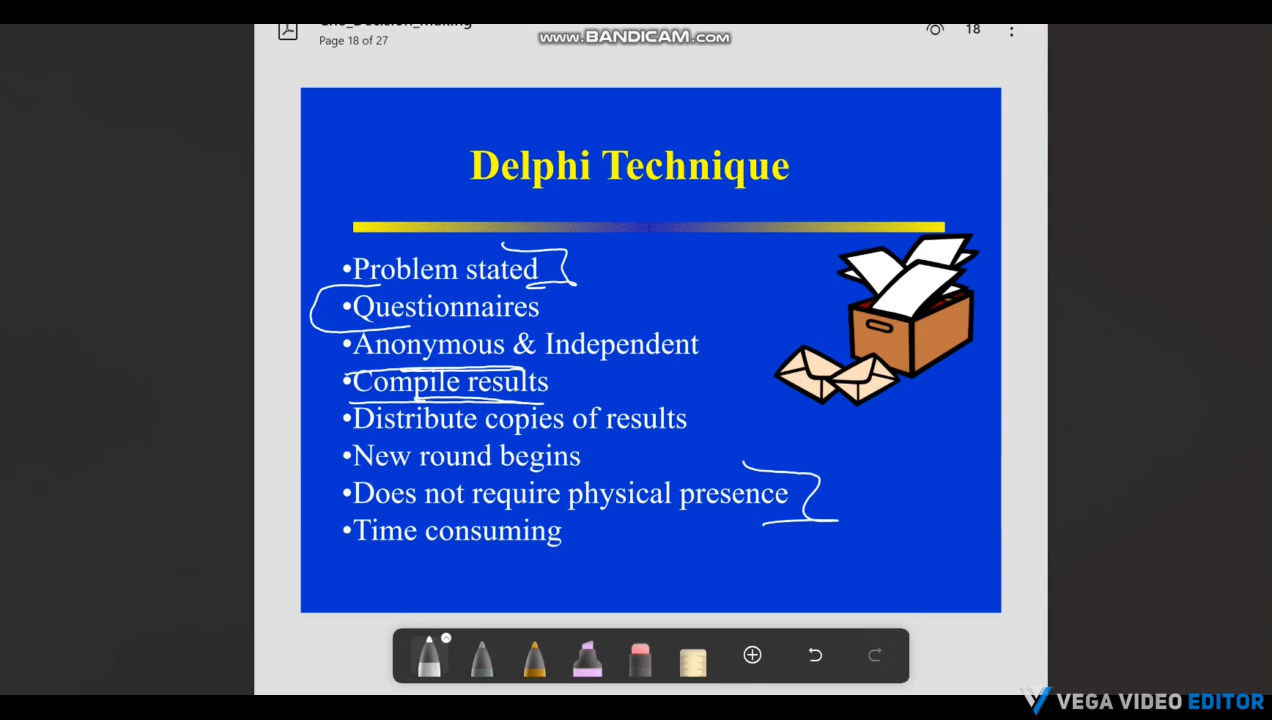 Page 18 of 27
www.BANDICAM.com
18
Delphi Technique
•Problem stated
•Questionnaires
•Anonymous & Independent
•Compile results
•Distribute copies of results
•New round begins
•Does not require physical presence
•Time consuming
VEGA VIDEO EDITOR